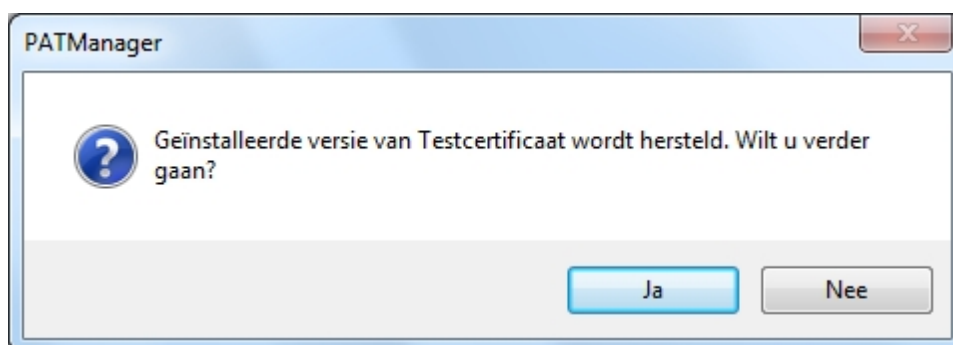 PATManager
Geïnstalleerde versie van Testcertificaat wordt hersteld. Wilt u verder
gaan?
Ja
Nee